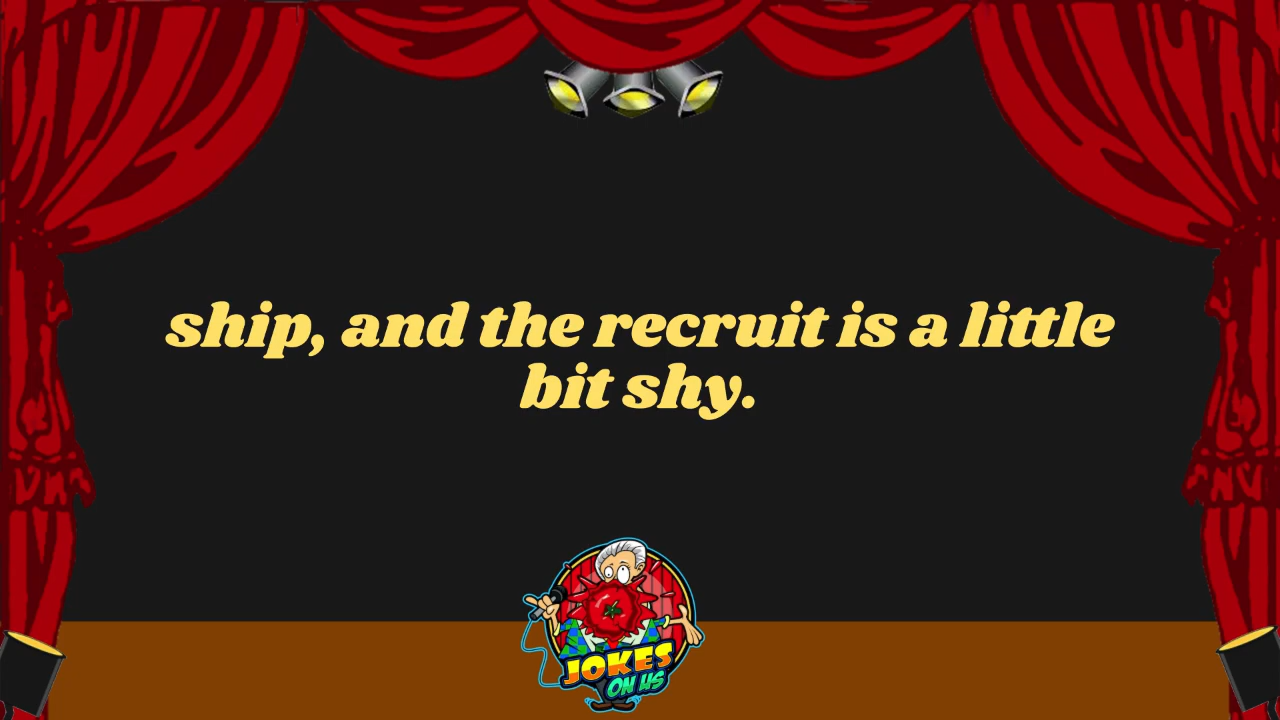 ship, and the recruit is a little
bit shy.
JOKES
ON US